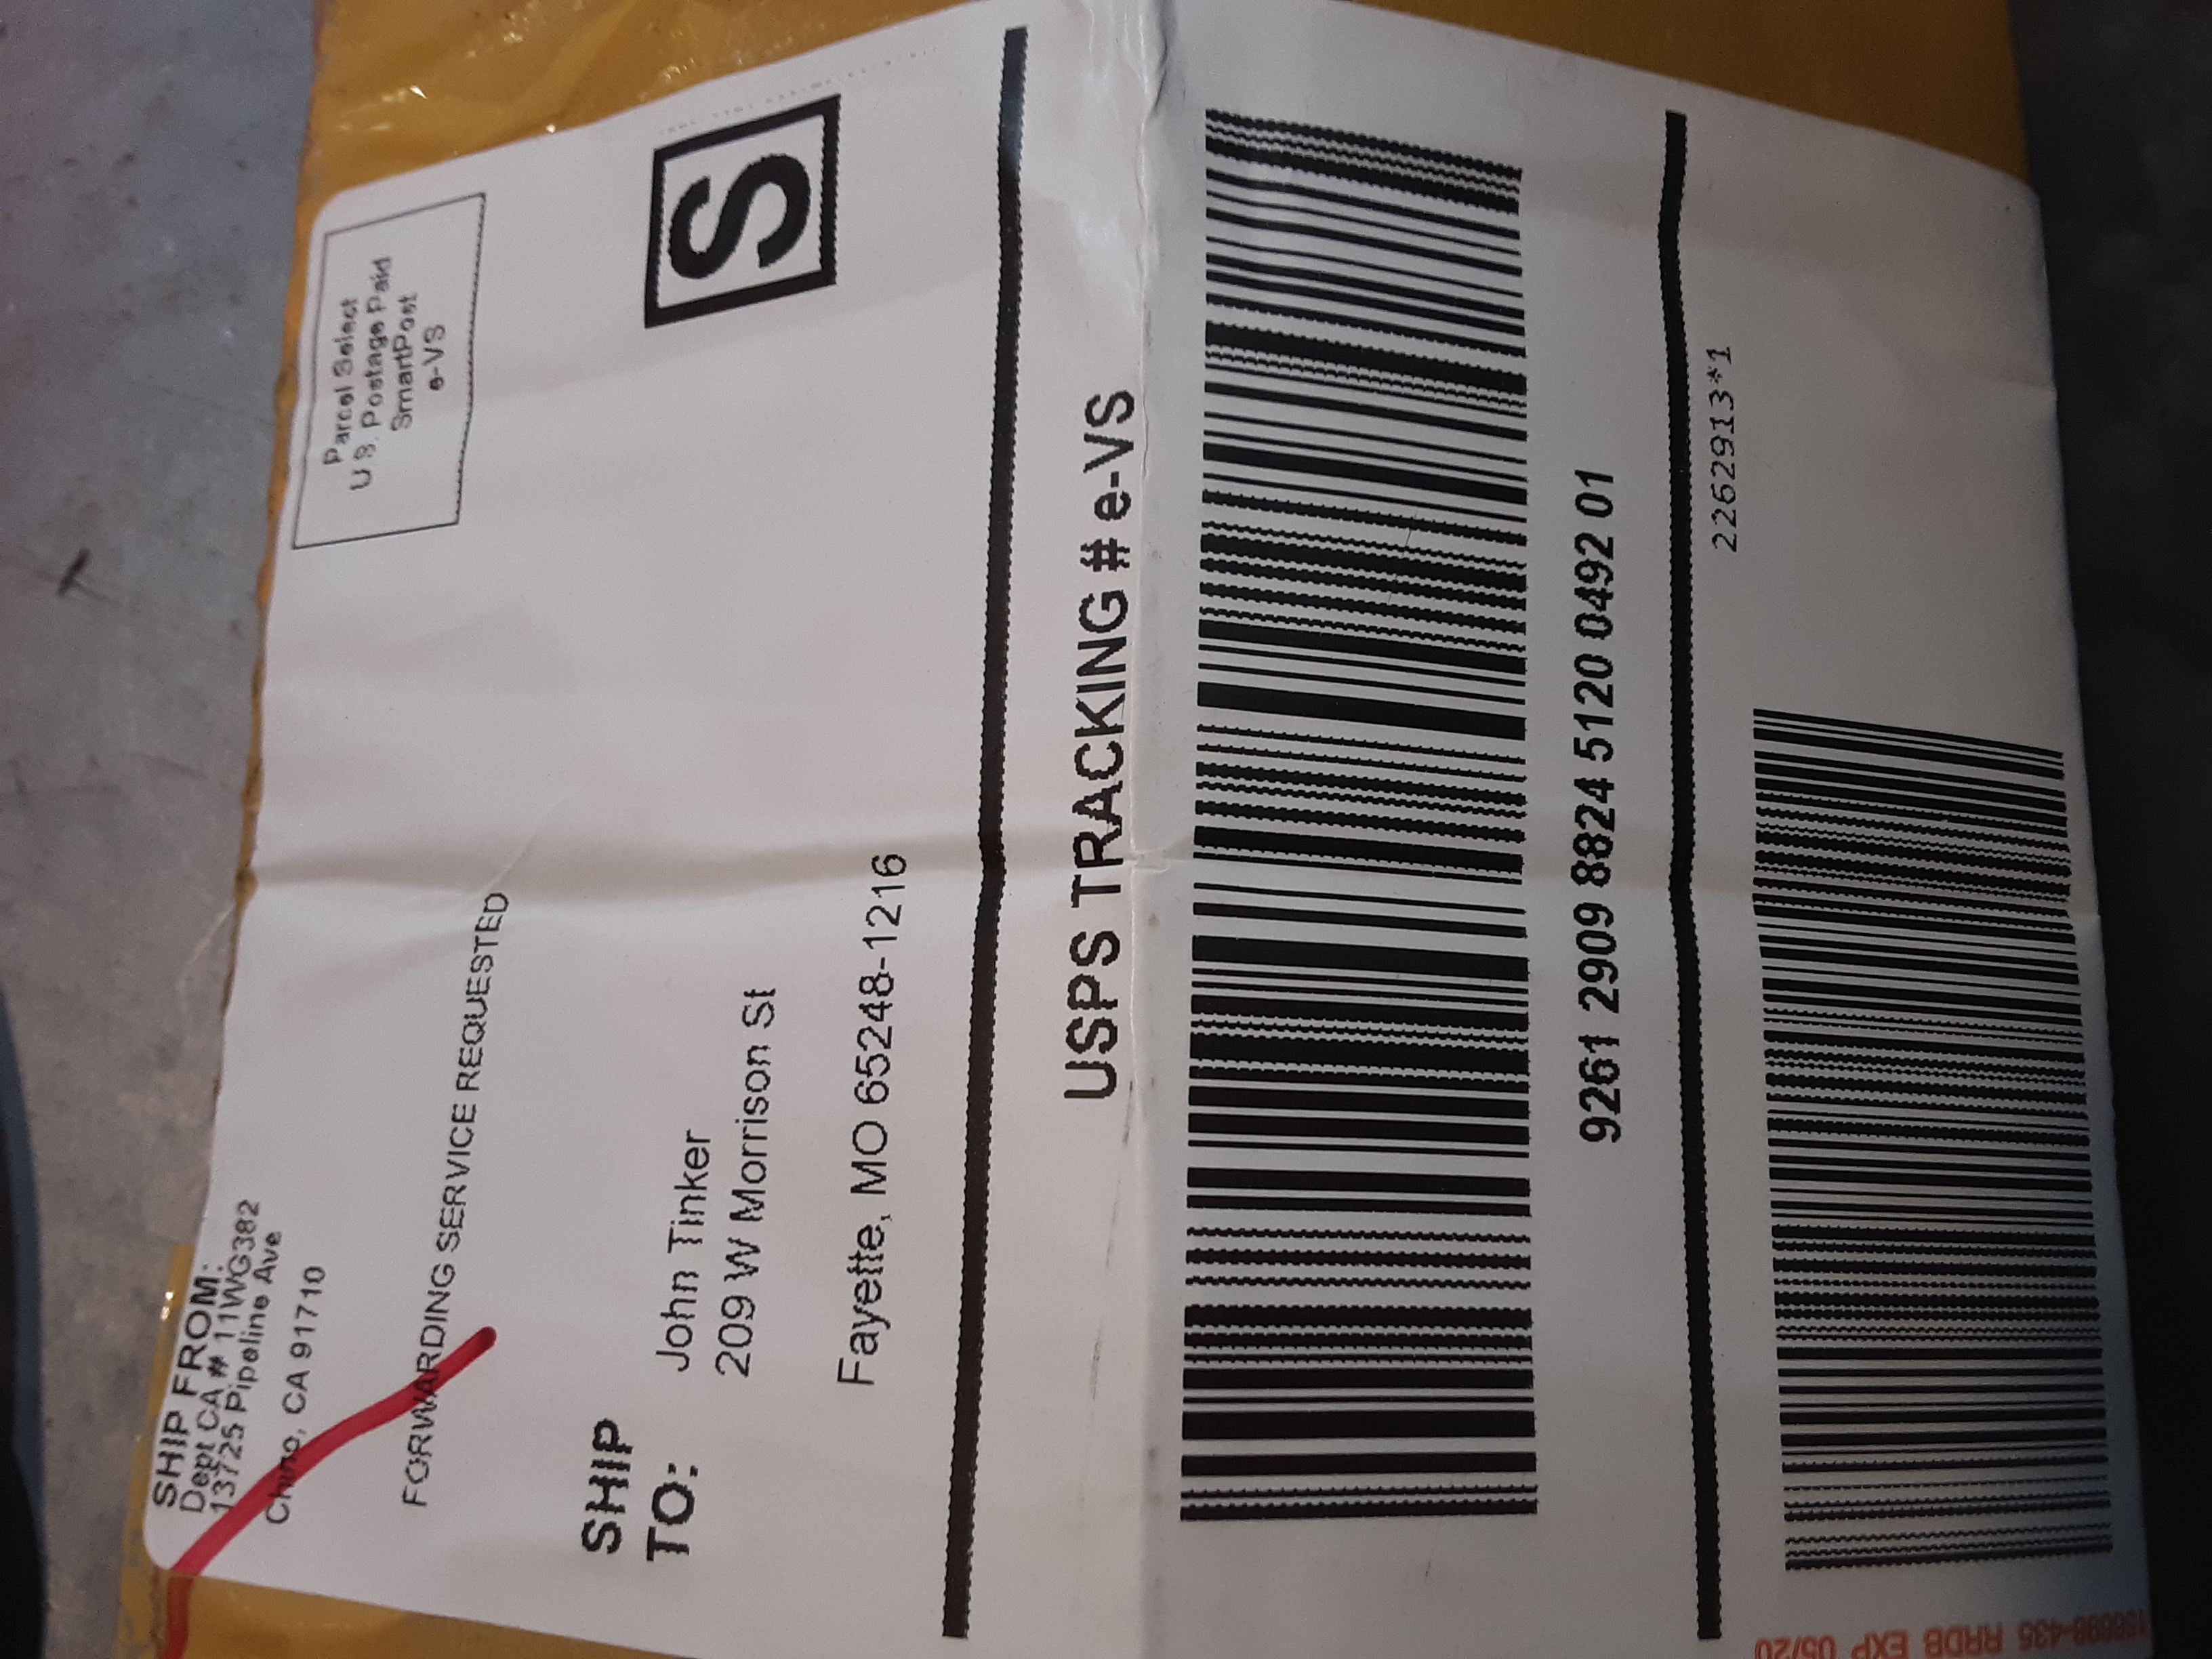 SHIP FROM:
Dept CA # 11WG382
13725 Pipeline Ave
Chino, CA 91710
Parcel Select
U.S. Postage Paid
SmartPost
e-VS
FORWARDING SERVICE REQUESTED
S
SHIP
TO:
John Tinker
209 W Morrison St
Fayette, MO 65248-1216
USPS TRACKING # e-VS
9261 2909 8824 5120 0492 01
2262913*1
RRDB EXP 05/20